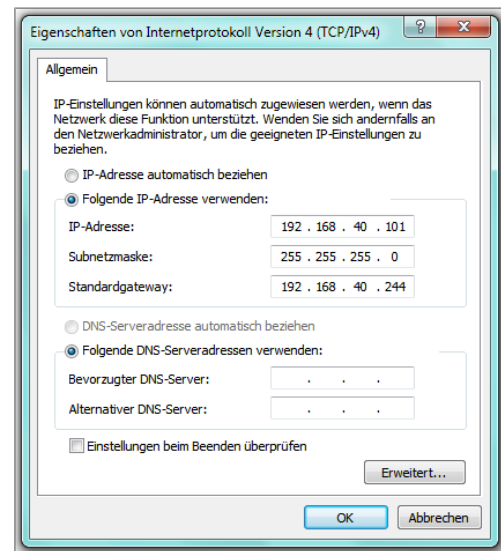 Eigenschaften von Internetprotokoll Version 4 (TCP/IPv4)
Allgemein
IP-Einstellungen können automatisch zugewiesen werden, wenn das
Netzwerk diese Funktion unterstützt. Wenden Sie sich andernfalls an
den Netzwerkadministrator, um die geeigneten IP-Einstellungen zu
beziehen.
IP-Adresse automatisch beziehen
Folgende IP-Adresse verwenden:
IP-Adresse: 192 . 168 . 40 . 101
Subnetzmaske: 255 . 255 . 255 . 0
Standardgateway: 192 . 168 . 40 . 244
DNS-Serveradresse automatisch beziehen
Folgende DNS-Serveradressen verwenden:
Bevorzugter DNS-Server: . . .
Alternativer DNS-Server: . . .
Einstellungen beim Beenden überprüfen
Erweitert...
OK Abbrechen